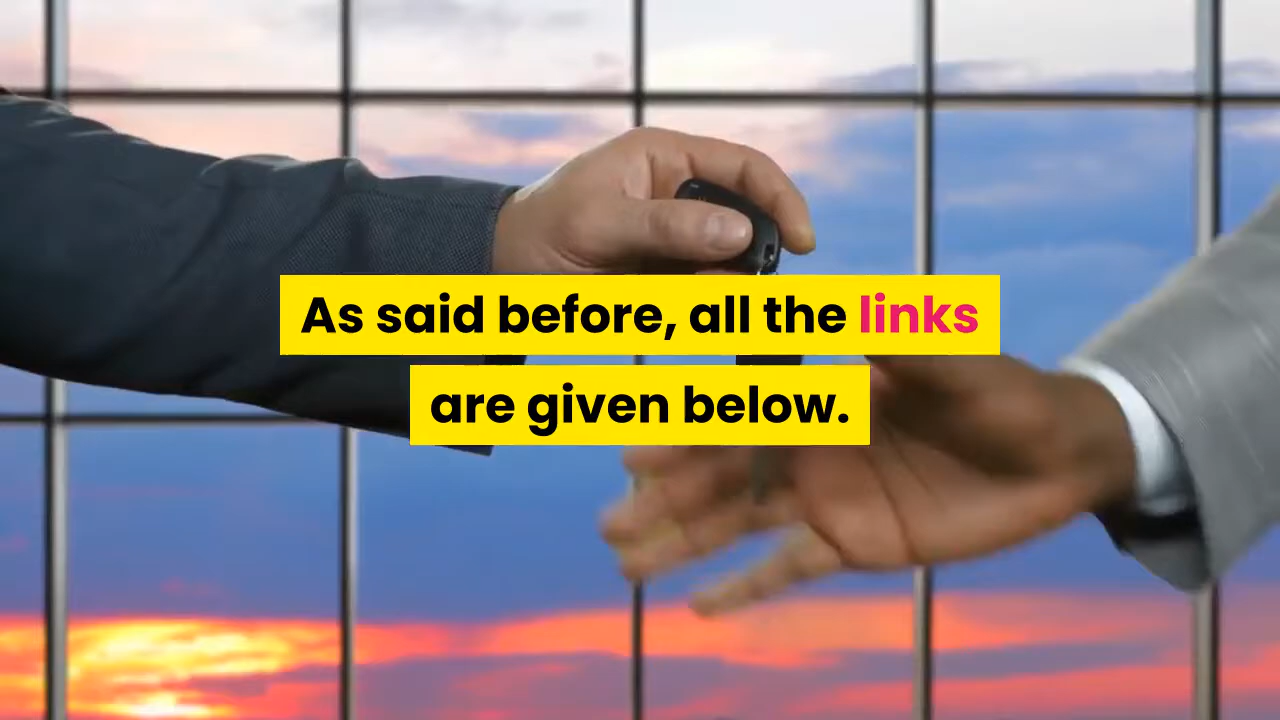 As said before, all the links
are given below.